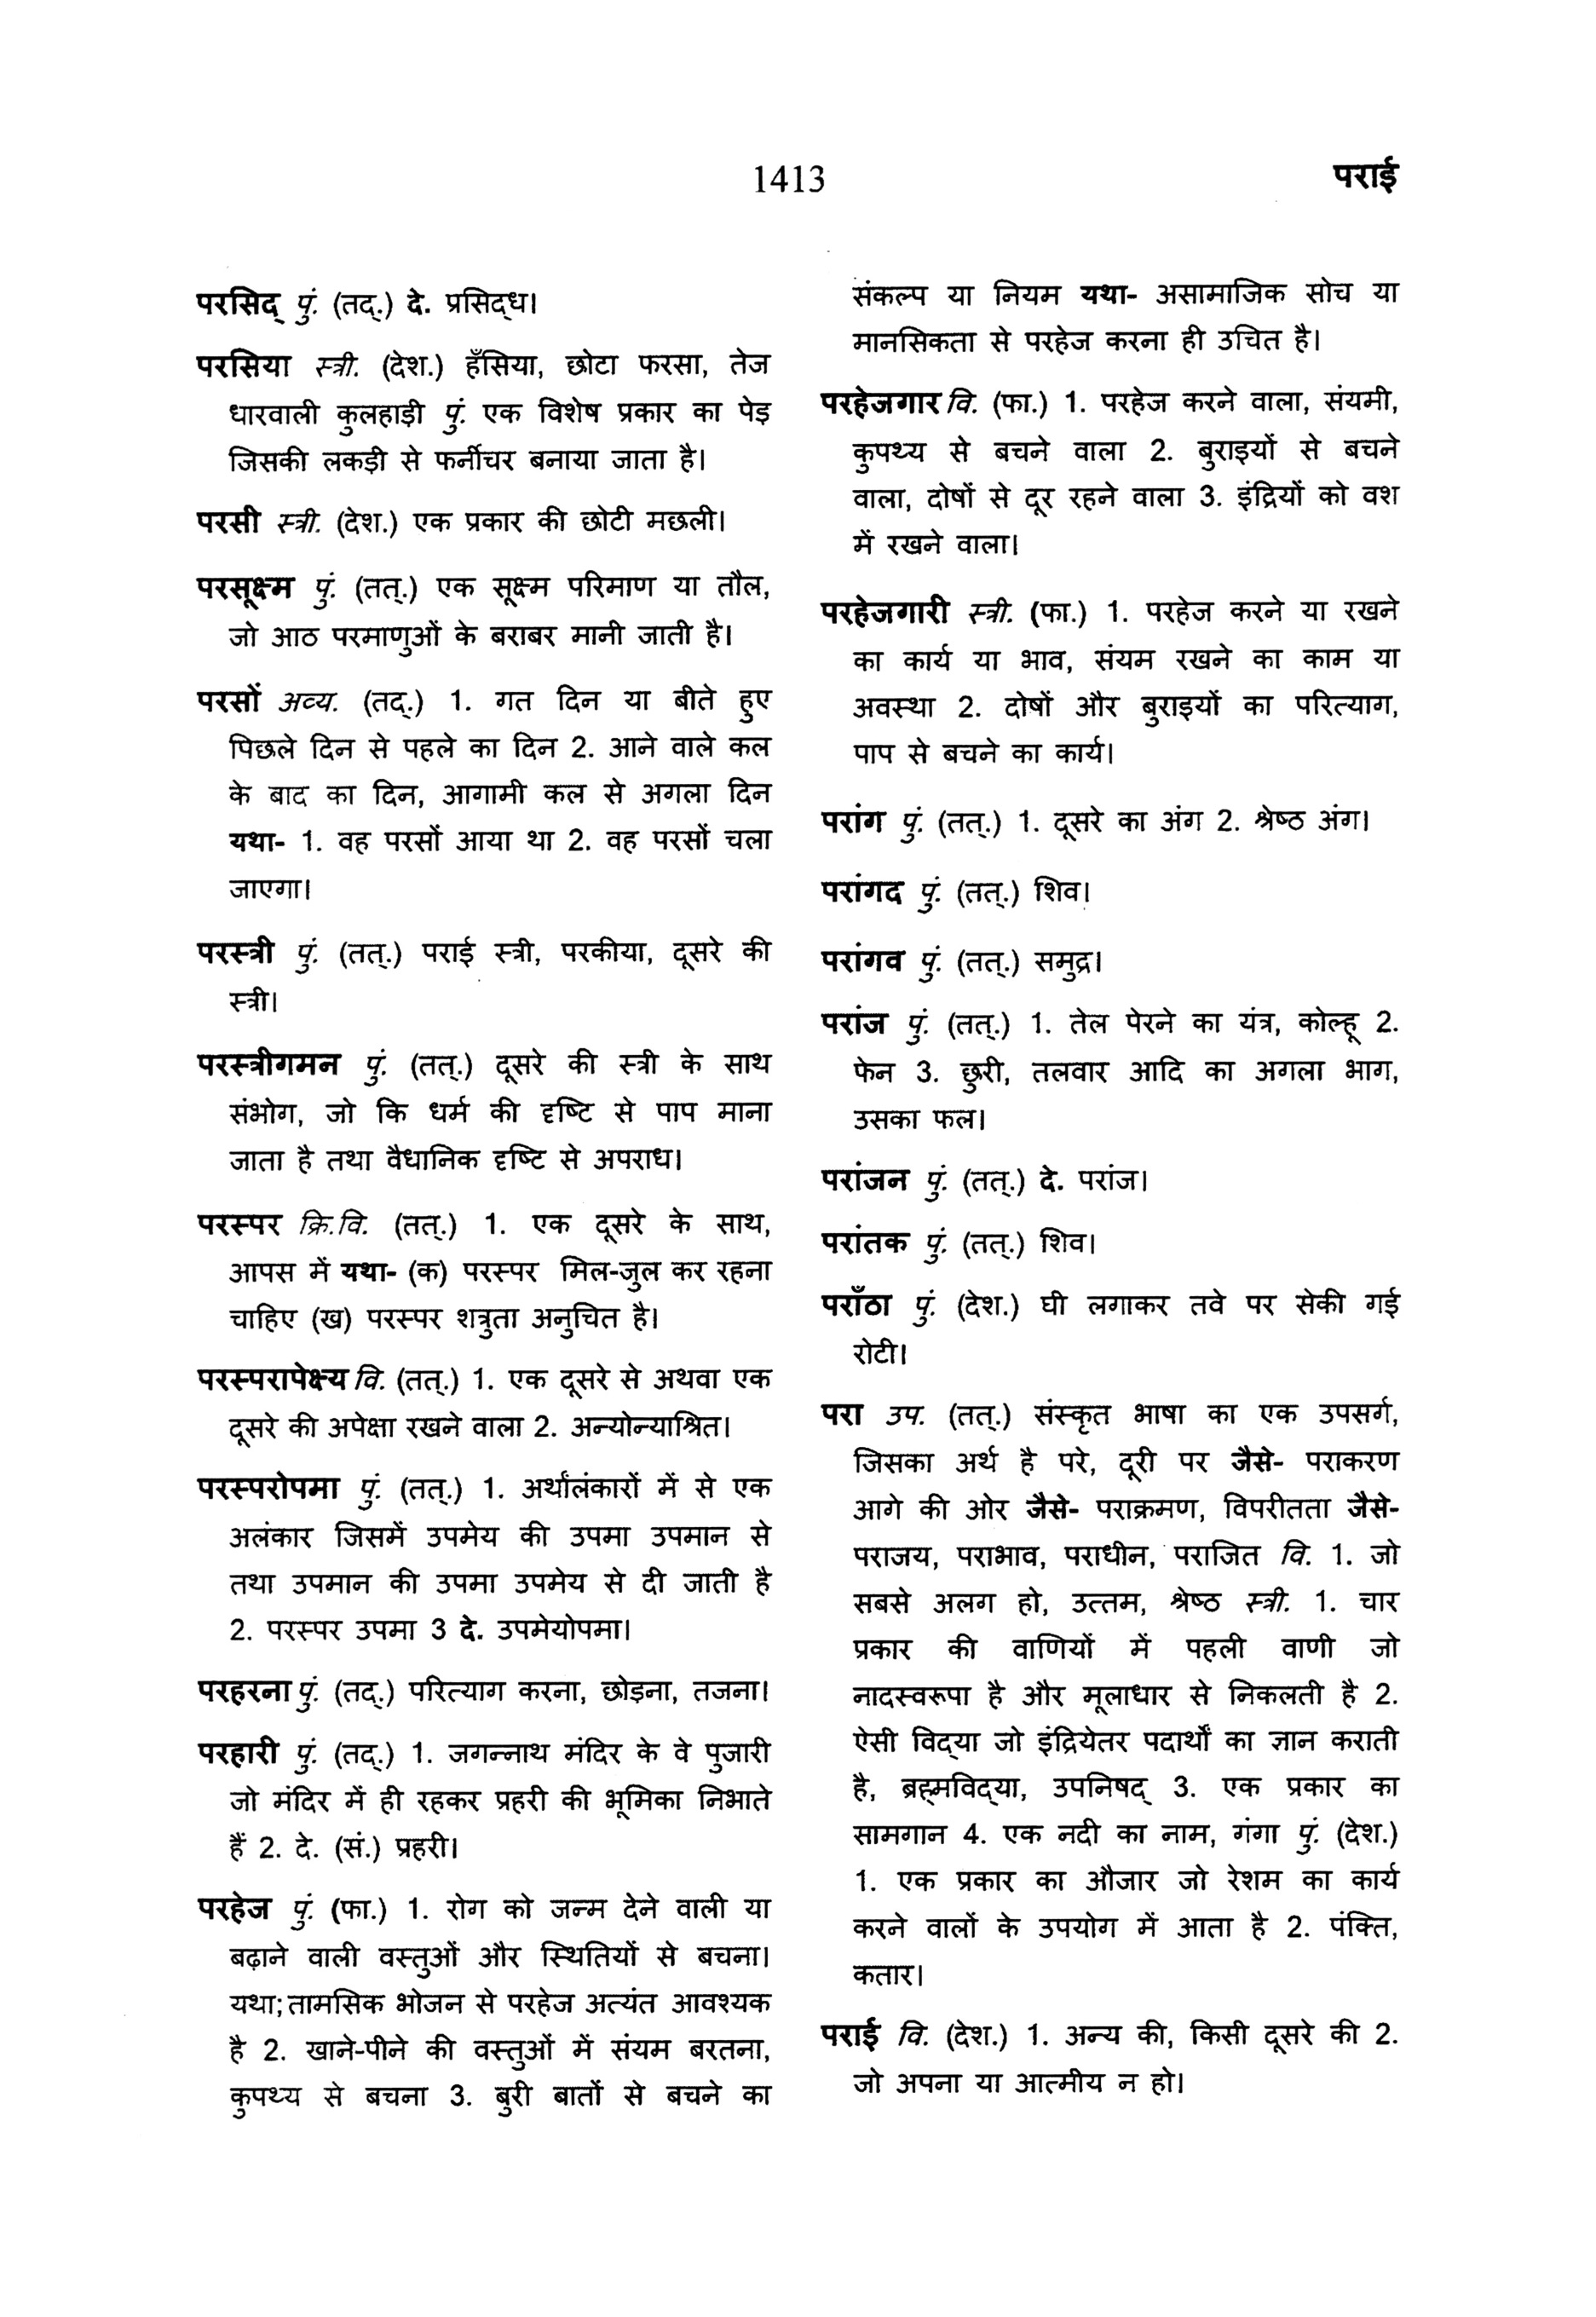 1413
पराई
परसिद् पुं. (तद्.) दे. प्रसिद्ध।
परसिया स्त्री. (देश.) हँसिया, छोटा फरसा, तेज
धारवाली कुलहाड़ी पुं. एक विशेष प्रकार का पेड़
जिसकी लकड़ी से फर्नीचर बनाया जाता है।
परसी स्त्री. (देश.) एक प्रकार की छोटी मछली।
परसूक्ष्म पुं. (तत्.) एक सूक्ष्म परिमाण या तौल,
जो आठ परमाणुओं के बराबर मानी जाती है।
परसों अव्य. (तद्.) 1. गत दिन या बीते हुए
पिछले दिन से पहले का दिन 2. आने वाले कल
के बाद का दिन, आगामी कल से अगला दिन
यथा- 1. वह परसों आया था 2. वह परसों चला
जाएगा।
परस्त्री पुं. (तत्.) पराई स्त्री, परकीया, दूसरे की
स्त्री।
परस्त्रीगमन पुं. (तत्.) दूसरे की स्त्री के साथ
संभोग, जो कि धर्म की दृष्टि से पाप माना
जाता है तथा वैधानिक दृष्टि से अपराध।
परस्पर क्रि.वि. (तत्.) 1. एक दूसरे के साथ,
आपस में यथा- (क) परस्पर मिल-जुल कर रहना
चाहिए (ख) परस्पर शत्रुता अनुचित है।
परस्परापेक्ष्य वि. (तत्.) 1. एक दूसरे से अथवा एक
दूसरे की अपेक्षा रखने वाला 2. अन्योन्याश्रित।
परस्परोपमा पुं. (तत्.) 1. अर्थालंकारों में से एक
अलंकार जिसमें उपमेय की उपमा उपमान से
तथा उपमान की उपमा उपमेय से दी जाती है
2. परस्पर उपमा 3 दे. उपमेयोपमा।
परहरना पुं. (तद्.) परित्याग करना, छोड़ना, तजना।
परहारी पुं. (तद्.) 1. जगन्नाथ मंदिर के वे पुजारी
जो मंदिर में ही रहकर प्रहरी की भूमिका निभाते
हैं 2. दे. (सं.) प्रहरी।
परहेज पुं. (फा.) 1. रोग को जन्म देने वाली या
बढ़ाने वाली वस्तुओं और स्थितियों से बचना।
यथा; तामसिक भोजन से परहेज अत्यंत आवश्यक
है 2. खाने-पीने की वस्तुओं में संयम बरतना,
कुपथ्य से बचना 3. बुरी बातों से बचने का
संकल्प या नियम यथा- असामाजिक सोच या
मानसिकता से परहेज करना ही उचित है।
परहेजगार वि. (फा.) 1. परहेज करने वाला, संयमी,
कुपथ्य से बचने वाला 2. बुराइयों से बचने
वाला, दोषों से दूर रहने वाला 3. इंद्रियों को वश
में रखने वाला।
परहेजगारी स्त्री. (फा.) 1. परहेज करने या रखने
का कार्य या भाव, संयम रखने का काम या
अवस्था 2. दोषों और बुराइयों का परित्याग,
पाप से बचने का कार्य।
परांग पुं. (तत्.) 1. दूसरे का अंग 2. श्रेष्ठ अंग।
परांगद पुं. (तत्.) शिव।
परांगव पुं. (तत्.) समुद्र।
परांज पुं. (तत्.) 1. तेल पेरने का यंत्र, कोल्हू 2.
फेन 3. छुरी, तलवार आदि का अगला भाग,
उसका फल।
परांजन पुं. (तत्.) दे. परांज।
परांतक पुं. (तत्.) शिव।
पराँठा पुं. (देश.) घी लगाकर तवे पर सेकी गई
रोटी।
परा उप. (तत्.) संस्कृत भाषा का एक उपसर्ग,
जिसका अर्थ है परे, दूरी पर जैसे- पराकरण
आगे की ओर जैसे- पराक्रमण, विपरीतता जैसे-
पराजय, पराभाव, पराधीन, पराजित वि. 1. जो
सबसे अलग हो, उत्तम, श्रेष्ठ स्त्री. 1. चार
प्रकार की वाणियों में पहली वाणी जो
नादस्वरूपा है और मूलाधार से निकलती है 2.
ऐसी विद्या जो इंद्रियेतर पदार्थों का ज्ञान कराती
है, ब्रह्मविद्या, उपनिषद् 3. एक प्रकार का
सामगान 4. एक नदी का नाम, गंगा पुं. (देश.)
1. एक प्रकार का औजार जो रेशम का कार्य
करने वालों के उपयोग में आता है 2. पंक्ति,
कतार।
पराई वि. (देश.) 1. अन्य की, किसी दूसरे की 2.
जो अपना या आत्मीय न हो।